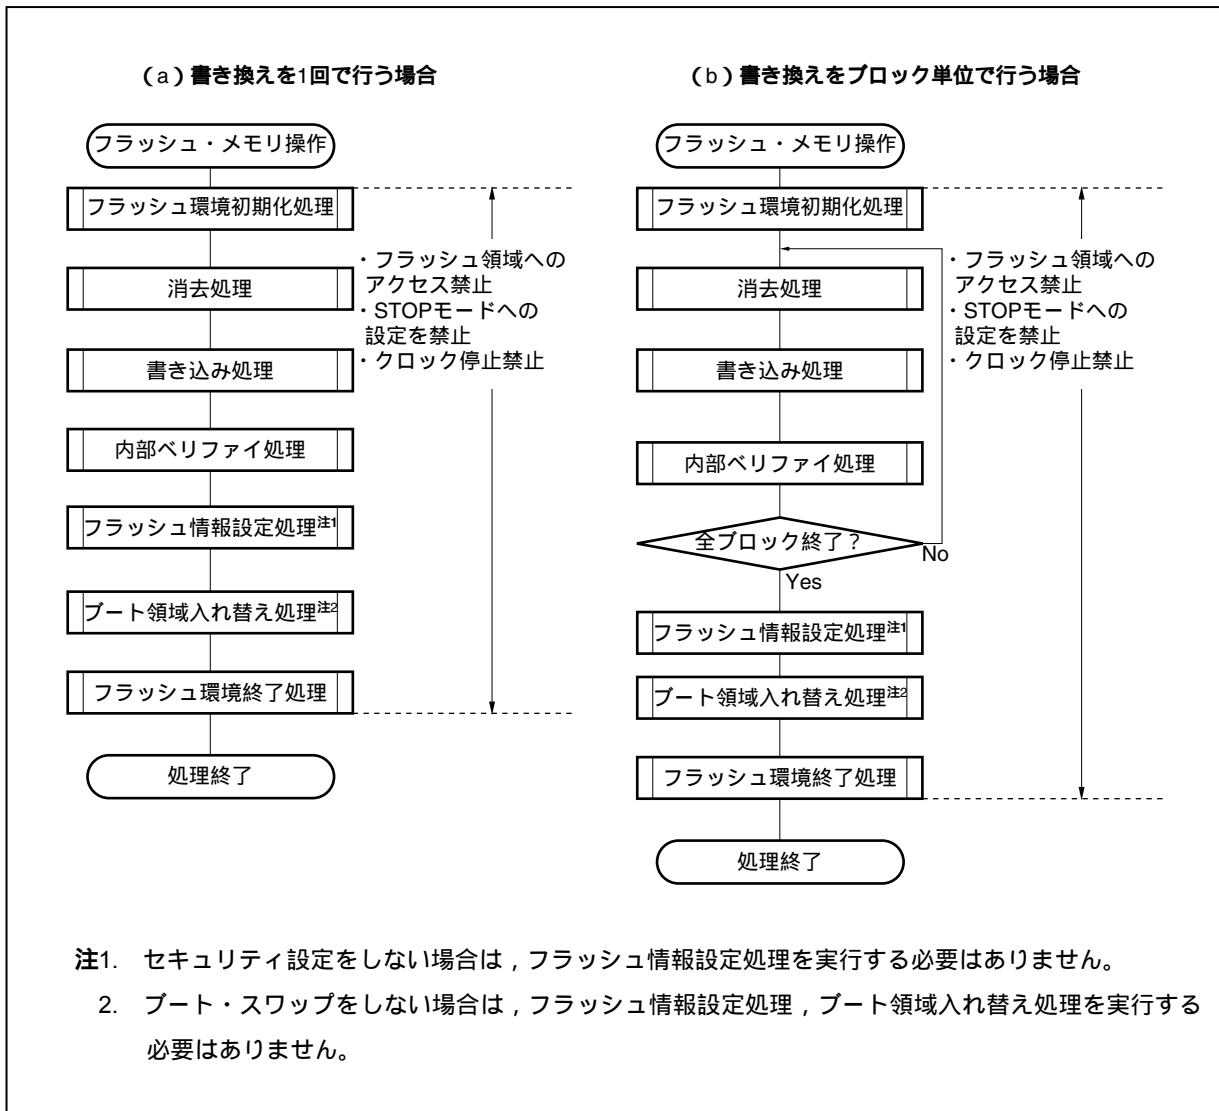 （a）書き換えを1回で行う場合
フラッシュ・メモリ操作
フラッシュ環境初期化処理
消去処理
書き込み処理
内部ベリファイ処理
フラッシュ情報設定処理注1
ブート領域入れ替え処理注2
フラッシュ環境終了処理
処理終了
・フラッシュ領域への
アクセス禁止
・STOPモードへの
設定を禁止
・クロック停止禁止
（b）書き換えをブロック単位で行う場合
フラッシュ・メモリ操作
フラッシュ環境初期化処理
消去処理
書き込み処理
内部ベリファイ処理
全ブロック終了？
No
Yes
フラッシュ情報設定処理注1
ブート領域入れ替え処理注2
フラッシュ環境終了処理
処理終了
・フラッシュ領域への
アクセス禁止
・STOPモードへの
設定を禁止
・クロック停止禁止
注1. セキュリティ設定をしない場合は，フラッシュ情報設定処理を実行する必要はありません。
2. ブート・スワップをしない場合は，フラッシュ情報設定処理，ブート領域入れ替え処理を実行する
必要はありません。